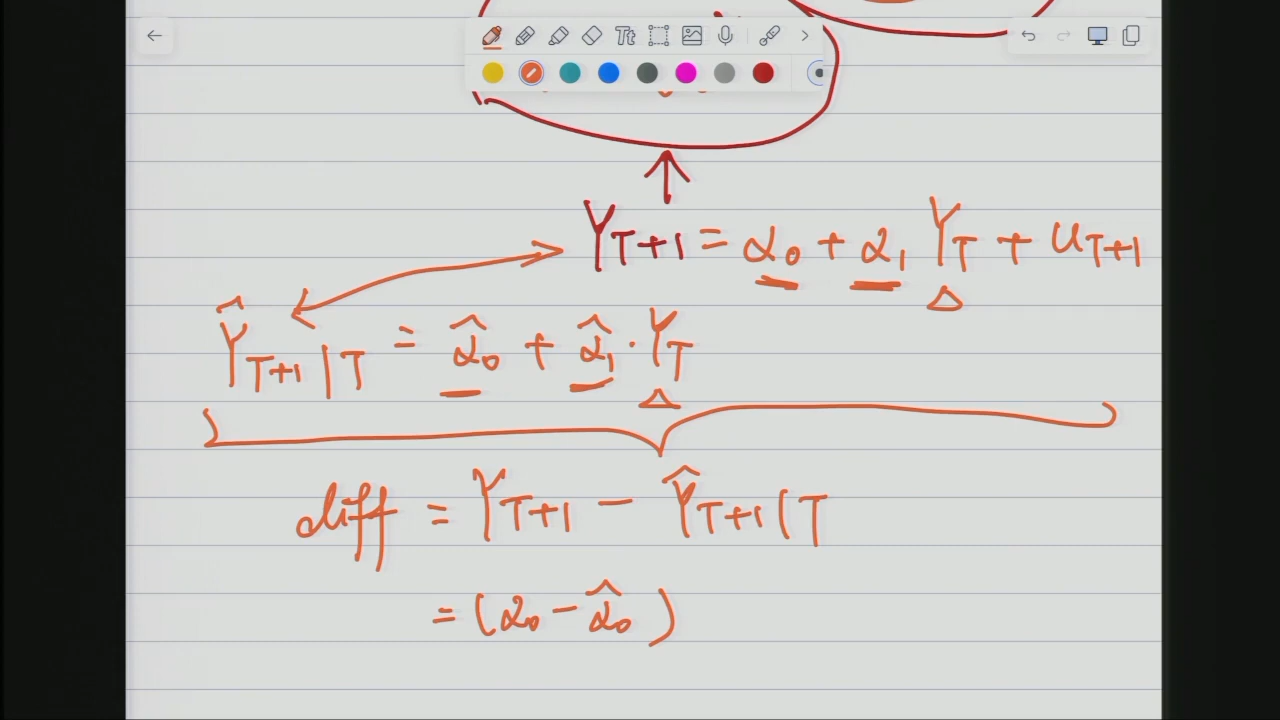 Tt
Y_{T+1} = α_0 + α_1 Y_T + u_{T+1}
Ŷ_{T+1|T} = α̂_0 + α̂_1 · Y_T
diff = Y_{T+1} - Ŷ_{T+1|T}
= (α_0 - α̂_0)